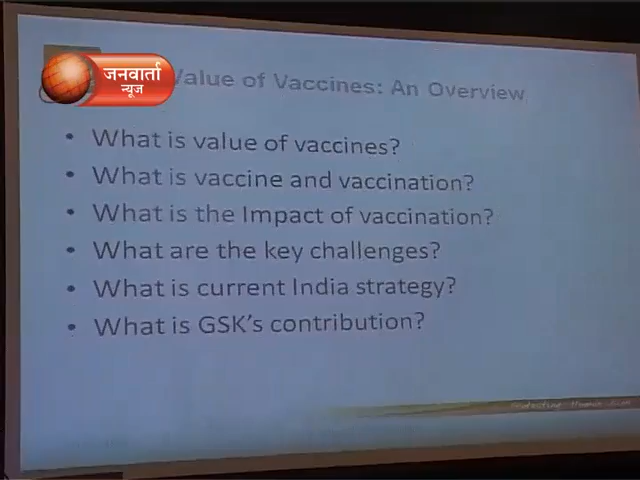 जनवार्ता
न्यूज
Value of Vaccines: An Overview
• What is value of vaccines?
• What is vaccine and vaccination?
• What is the Impact of vaccination?
• What are the key challenges?
• What is current India strategy?
• What is GSK's contribution?